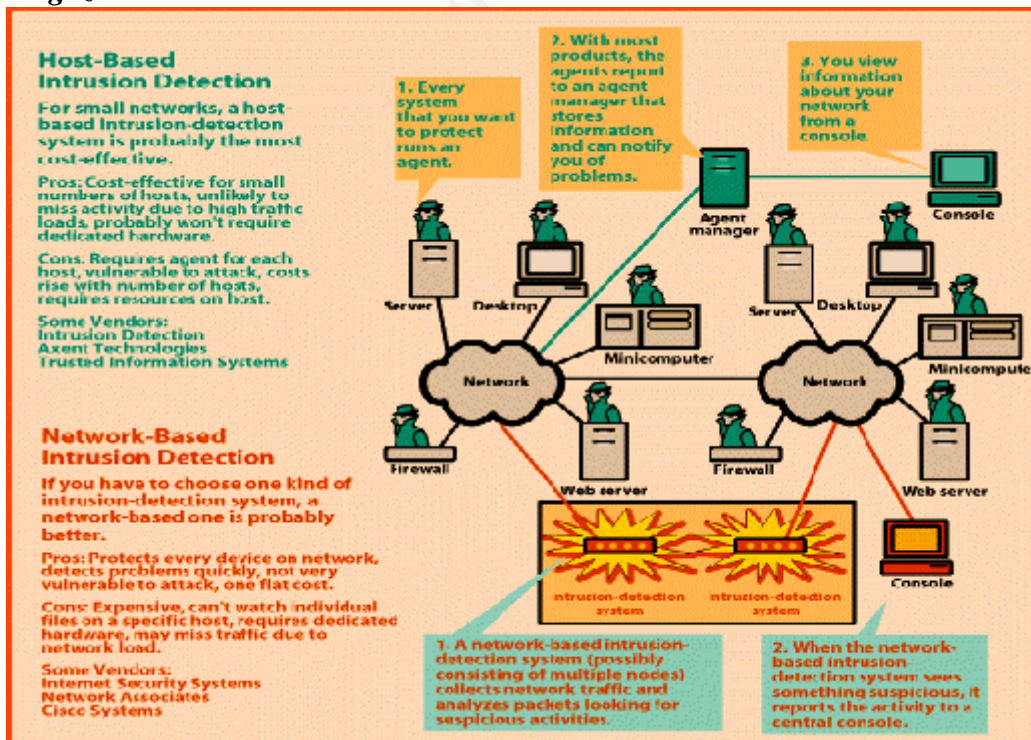 Host-Based
Intrusion Detection
For small networks, a host-
based intrusion-detection
system is probably the most
cost-effective.
Pros: Cost-effective for small
numbers of hosts, unlikely to
miss activity due to high traffic
loads, probably won't require
dedicated hardware.
Cons. Requires agent for each
host, vulnerable to attack, costs
rise with number of hosts,
requires resources on host.
Some Vendors:
Intrusion Detection
Axent Technologies
Trusted Information Systems
1. Every
system
that you want
to protect
runs an
agent.
2. With most
products, the
agents report
to an agent
manager that
stores
information
and can notify
you of
problems.
3. You view
information
about your
network
from a
console.
Agent
manager
Console
Server
Desktop
Minicomputer
Network
Firewall
Web server
Server
Desktop
Minicompute
Network
Firewall
Web server
Network-Based
Intrusion Detection
If you have to choose one kind of
intrusion-detection system, a
network-based one is probably
better.
Pros: Protects every device on network,
detects problems quickly, not very
vulnerable to attack, one flat cost.
Cons: Expensive, can't watch individual
files on a specific host, requires dedicated
hardware, may miss traffic due to
network load.
Some Vendors:
Internet Security Systems
Network Associates
Cisco Systems
intrusion-detection
system
intrusion-detection
system
Console
1. A network-based intrusion-
detection system (possibly
consisting of multiple nodes)
collects network traffic and
analyzes packets looking for
suspicious activities.
2. When the network-
based intrusion-
detection system sees
something suspicious, it
reports the activity to a
central console.